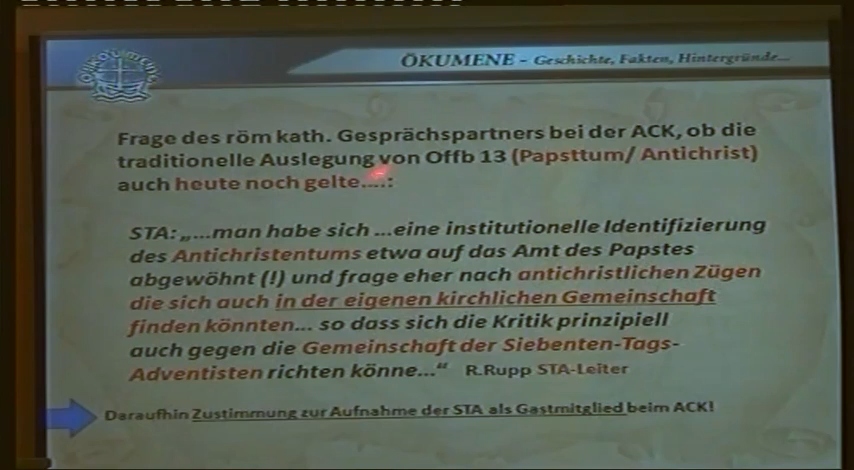 ÖKUMENE - Geschichte, Fakten, Hintergründe...
Frage des röm kath. Gesprächspartners bei der ACK, ob die
traditionelle Auslegung von Offb 13 (Papsttum/ Antichrist)
auch heute noch gelte....:
STA: „...man habe sich ...eine institutionelle Identifizierung
des Antichristentums etwa auf das Amt des Papstes
abgewöhnt (!) und frage eher nach antichristlichen Zügen
die sich auch in der eigenen kirchlichen Gemeinschaft
finden könnten... so dass sich die Kritik prinzipiell
auch gegen die Gemeinschaft der Siebenten-Tags-
Adventisten richten könne...“ R.Rupp STA-Leiter
Daraufhin Zustimmung zur Aufnahme der STA als Gastmitglied beim ACK!